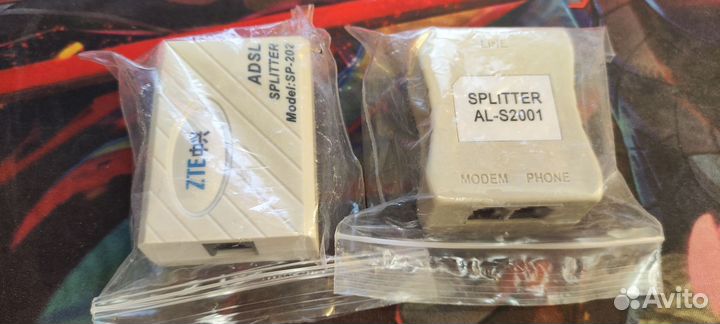 ADSL
SPLITTER
Model:SP-202
ZTE中兴
LINE
SPLITTER
AL-S2001
MODEM PHONE
Avito